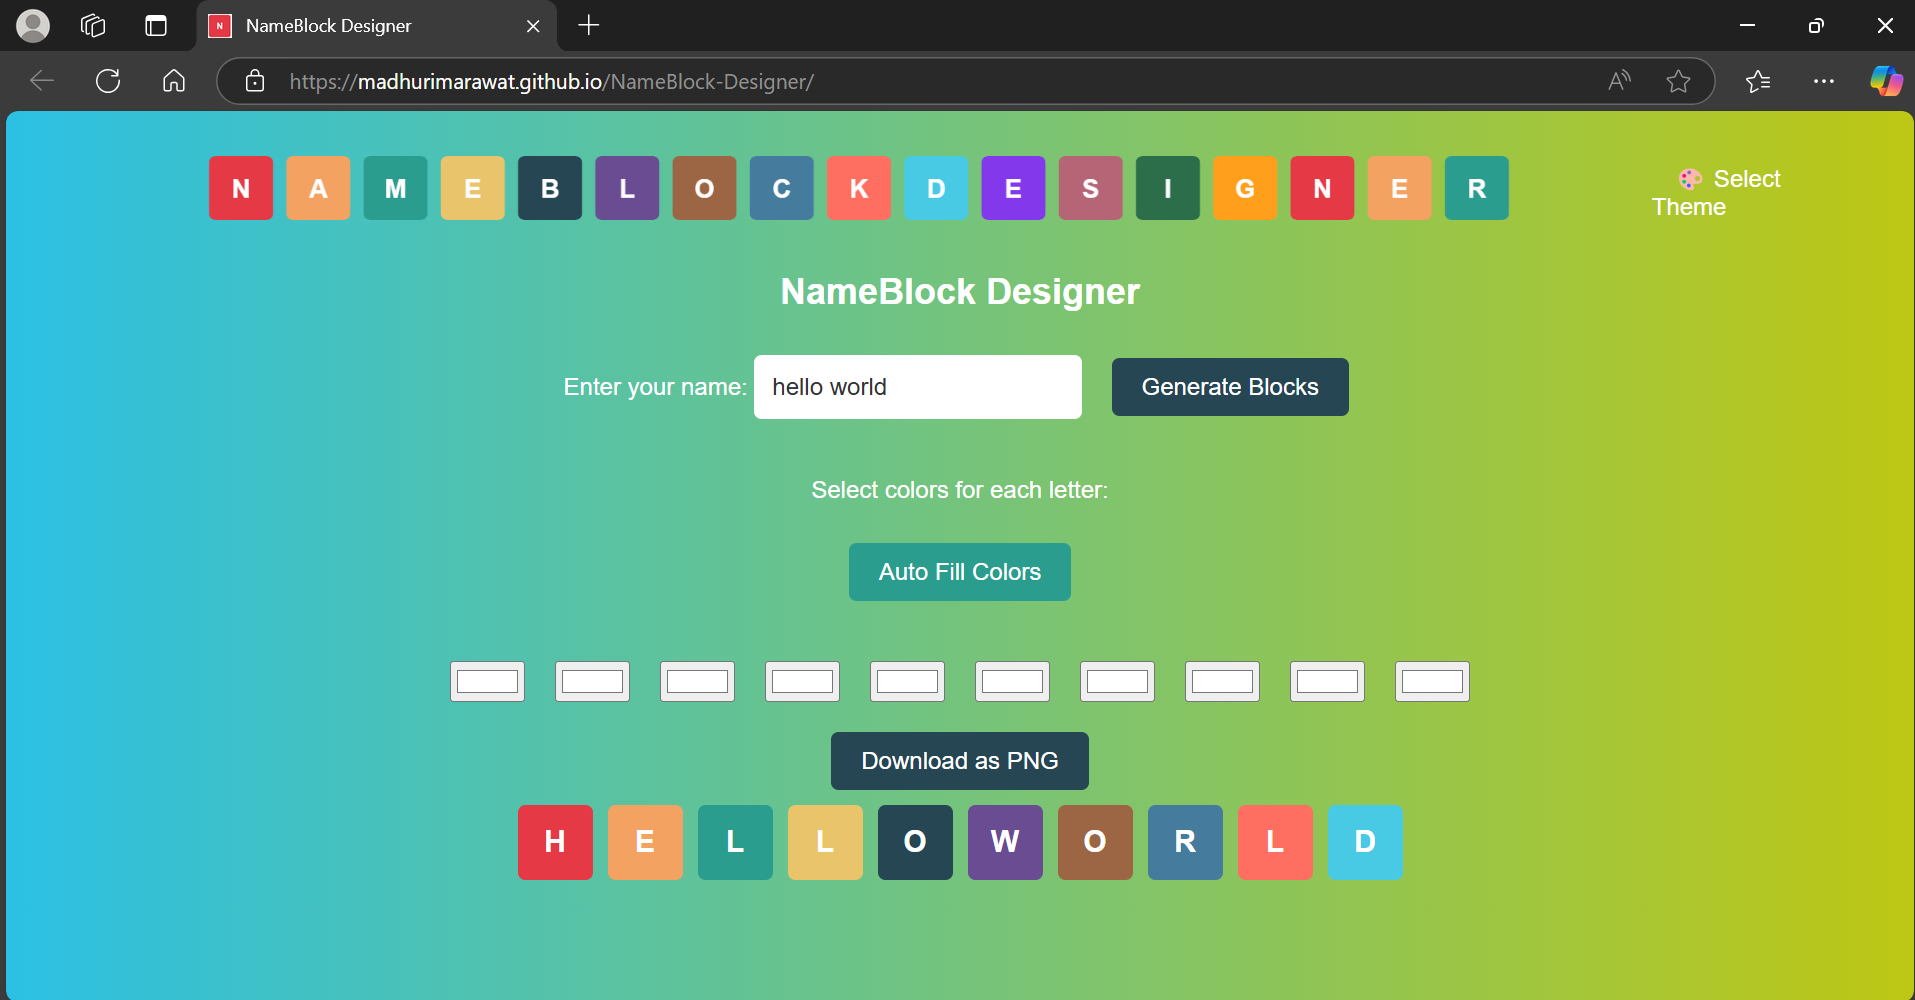 N NameBlock Designer
https://madhurimarawat.github.io/NameBlock-Designer/
N A M E B L O C K D E S I G N E R
🎨 Select
Theme
NameBlock Designer
Enter your name: hello world Generate Blocks
Select colors for each letter:
Auto Fill Colors
Download as PNG
H E L L O W O R L D